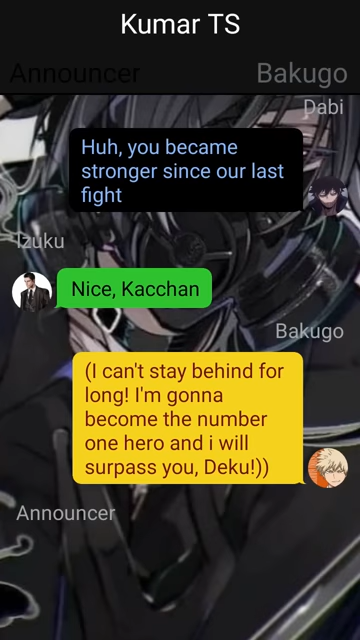 Kumar TS
Announcer
Bakugo
Dabi
Huh, you became
stronger since our last
fight
Izuku
Nice, Kacchan
Bakugo
(I can't stay behind for
long! I'm gonna
become the number
one hero and i will
surpass you, Deku!))
Announcer